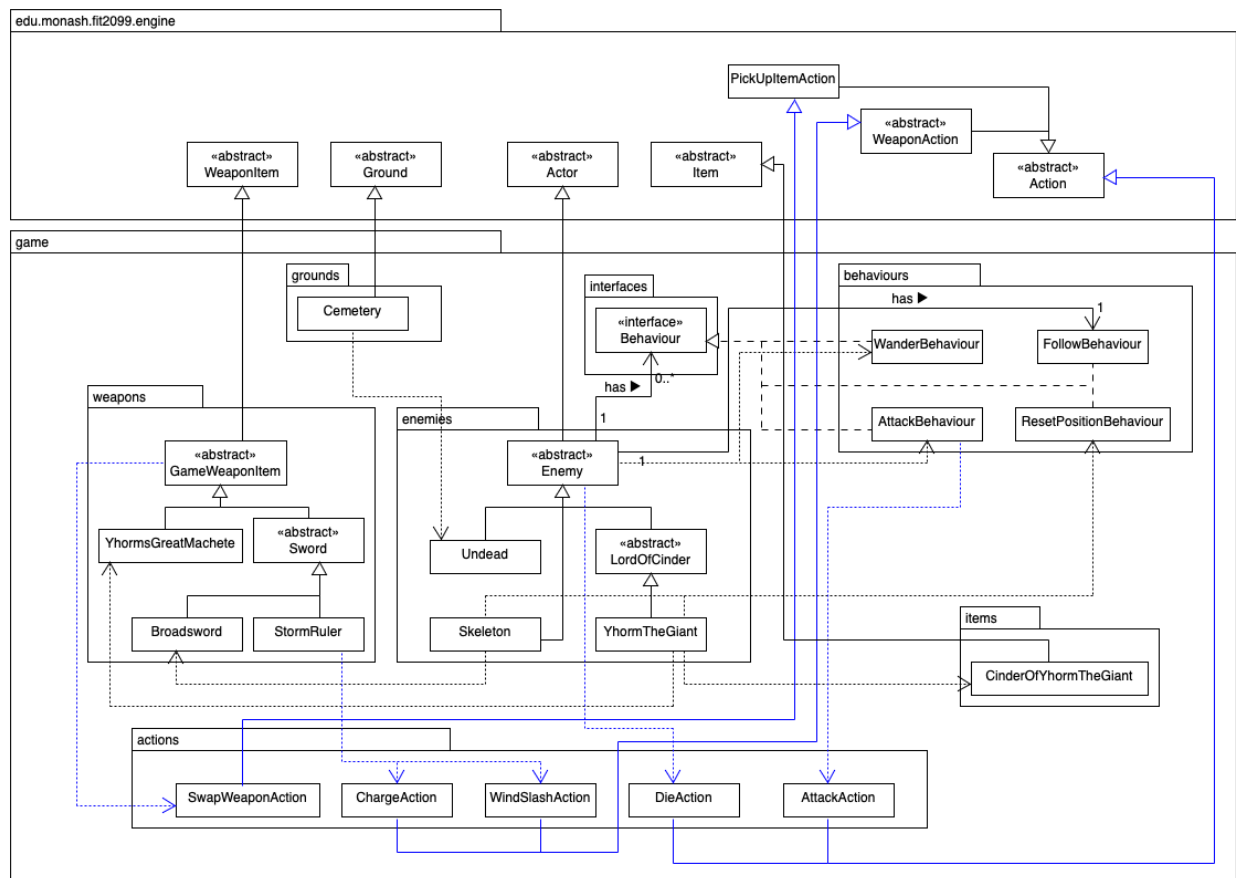 edu.monash.fit2099.engine
PickUpItemAction
«abstract»
WeaponAction
«abstract»
WeaponItem
«abstract»
Ground
«abstract»
Actor
«abstract»
Item
«abstract»
Action
game
grounds
Cemetery
interfaces
«interface»
Behaviour
behaviours
has ▶
1
WanderBehaviour
FollowBehaviour
has ▶
0..*
1
weapons
enemies
AttackBehaviour
ResetPositionBehaviour
«abstract»
GameWeaponItem
«abstract»
Enemy
1
YhormsGreatMachete
«abstract»
Sword
Undead
«abstract»
LordOfCinder
Broadsword
StormRuler
Skeleton
YhormTheGiant
items
CinderOfYhormTheGiant
actions
SwapWeaponAction
ChargeAction
WindSlashAction
DieAction
AttackAction